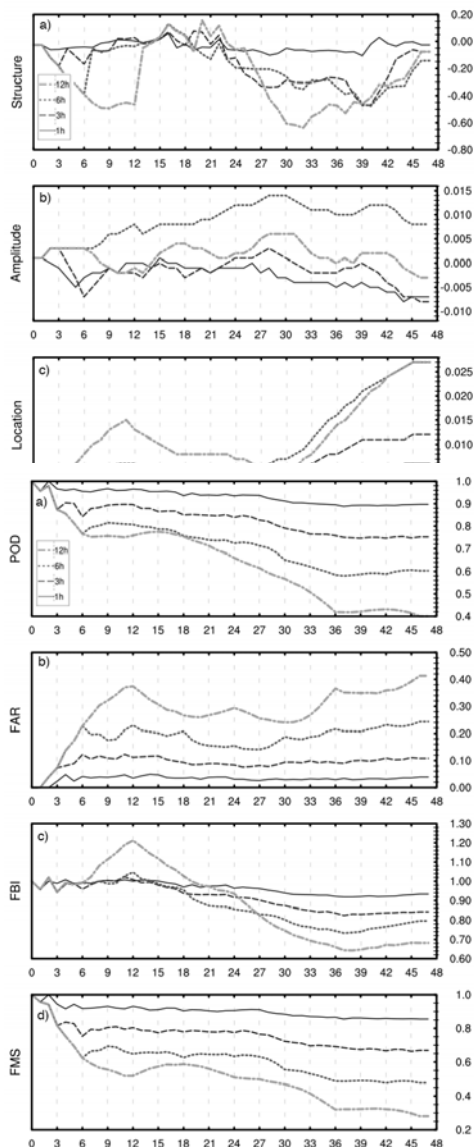 a)
Structure
12h
6h
3h
1h
0.20
0.00
-0.20
-0.40
-0.60
-0.80
0 3 6 9 12 15 18 21 24 27 30 33 36 39 42 45 48
b)
Amplitude
0.015
0.010
0.005
0.000
-0.005
-0.010
0 3 6 9 12 15 18 21 24 27 30 33 36 39 42 45 48
c)
Location
0.025
0.020
0.015
0.010
a)
POD
12h
6h
3h
1h
1.0
0.9
0.8
0.7
0.6
0.5
0.4
0 3 6 9 12 15 18 21 24 27 30 33 36 39 42 45 48
b)
FAR
0.50
0.40
0.30
0.20
0.10
0.00
0 3 6 9 12 15 18 21 24 27 30 33 36 39 42 45 48
c)
FBI
1.30
1.20
1.10
1.00
0.90
0.80
0.70
0.60
0 3 6 9 12 15 18 21 24 27 30 33 36 39 42 45 48
d)
FMS
1.0
0.8
0.6
0.4
0.2
0 3 6 9 12 15 18 21 24 27 30 33 36 39 42 45 48